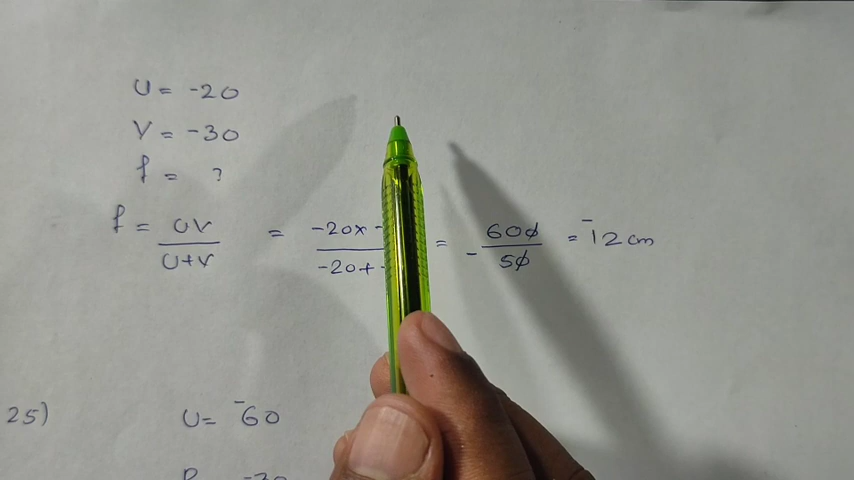 U = -20
V = -30
f = ?
f = UV / U+V = -20x - / -20+ - = - 600 / 50 = -12 cm
25) U = -60